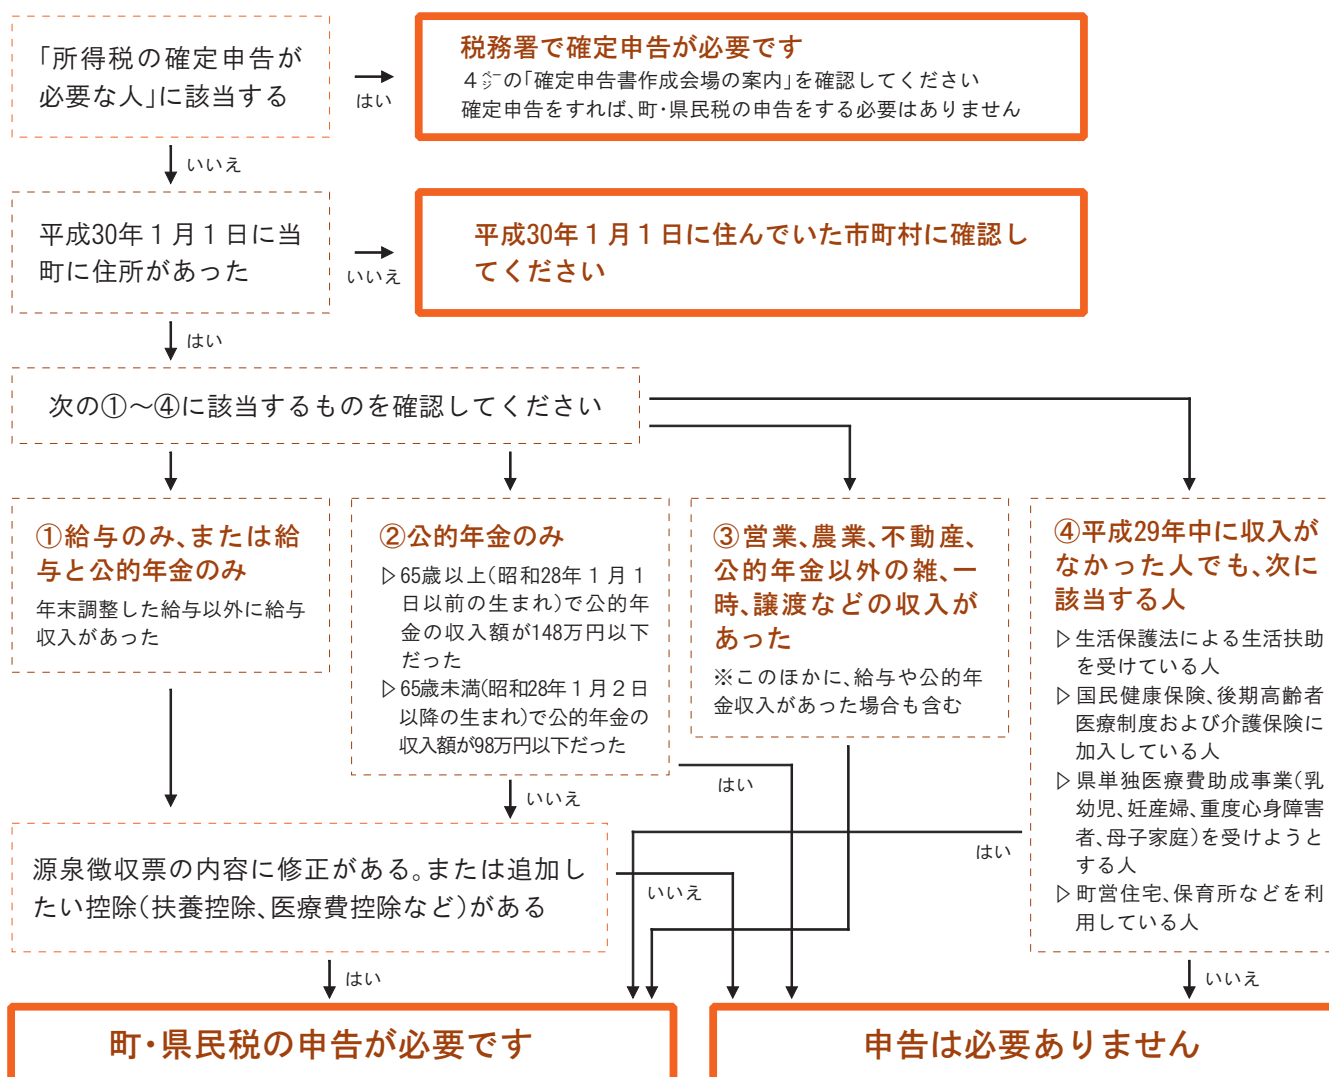 「所得税の確定申告が
必要な人」に該当する
はい
税務署で確定申告が必要です
４㌻の「確定申告書作成会場の案内」を確認してください
確定申告をすれば、町・県民税の申告をする必要はありません
いいえ
平成30年１月１日に当
町に住所があった
いいえ
平成30年１月１日に住んでいた市町村に確認し
てください
はい
次の①～④に該当するものを確認してください
①給与のみ、または給
与と公的年金のみ
年末調整した給与以外に給与
収入があった
②公的年金のみ
▷65歳以上(昭和28年１月１
日以前の生まれ)で公的年
金の収入額が148万円以下
だった
▷65歳未満(昭和28年１月２日
以降の生まれ)で公的年金の
収入額が98万円以下だった
③営業、農業、不動産、
公的年金以外の雑、一
時、譲渡などの収入が
あった
※このほかに、給与や公的年
金収入があった場合も含む
④平成29年中に収入が
なかった人でも、次に
該当する人
▷生活保護法による生活扶助
を受けている人
▷国民健康保険、後期高齢者
医療制度および介護保険に
加入している人
▷県単独医療費助成事業(乳
幼児、妊産婦、重度心身障害
者、母子家庭)を受けようと
する人
▷町営住宅、保育所などを利
用している人
はい
いいえ
はい
源泉徴収票の内容に修正がある。または追加し
たい控除(扶養控除、医療費控除など)がある
いいえ
はい
いいえ
町・県民税の申告が必要です
申告は必要ありません